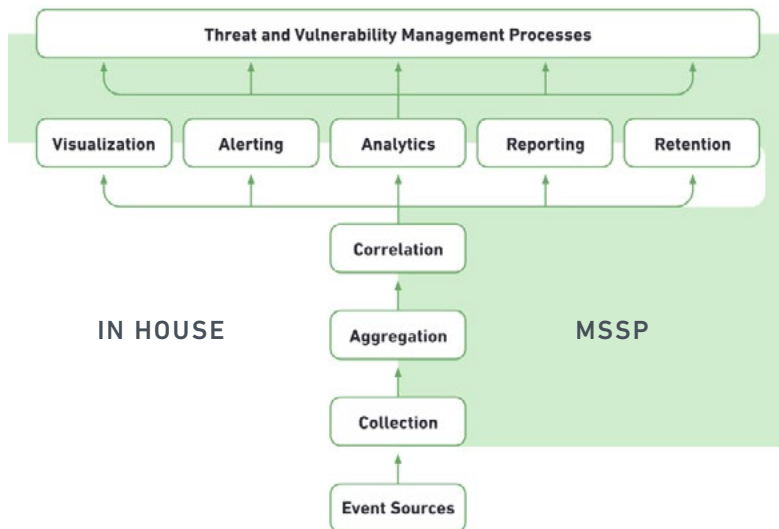 Threat and Vulnerability Management Processes
Visualization
Alerting
Analytics
Reporting
Retention
Correlation
IN HOUSE
Aggregation
MSSP
Collection
Event Sources